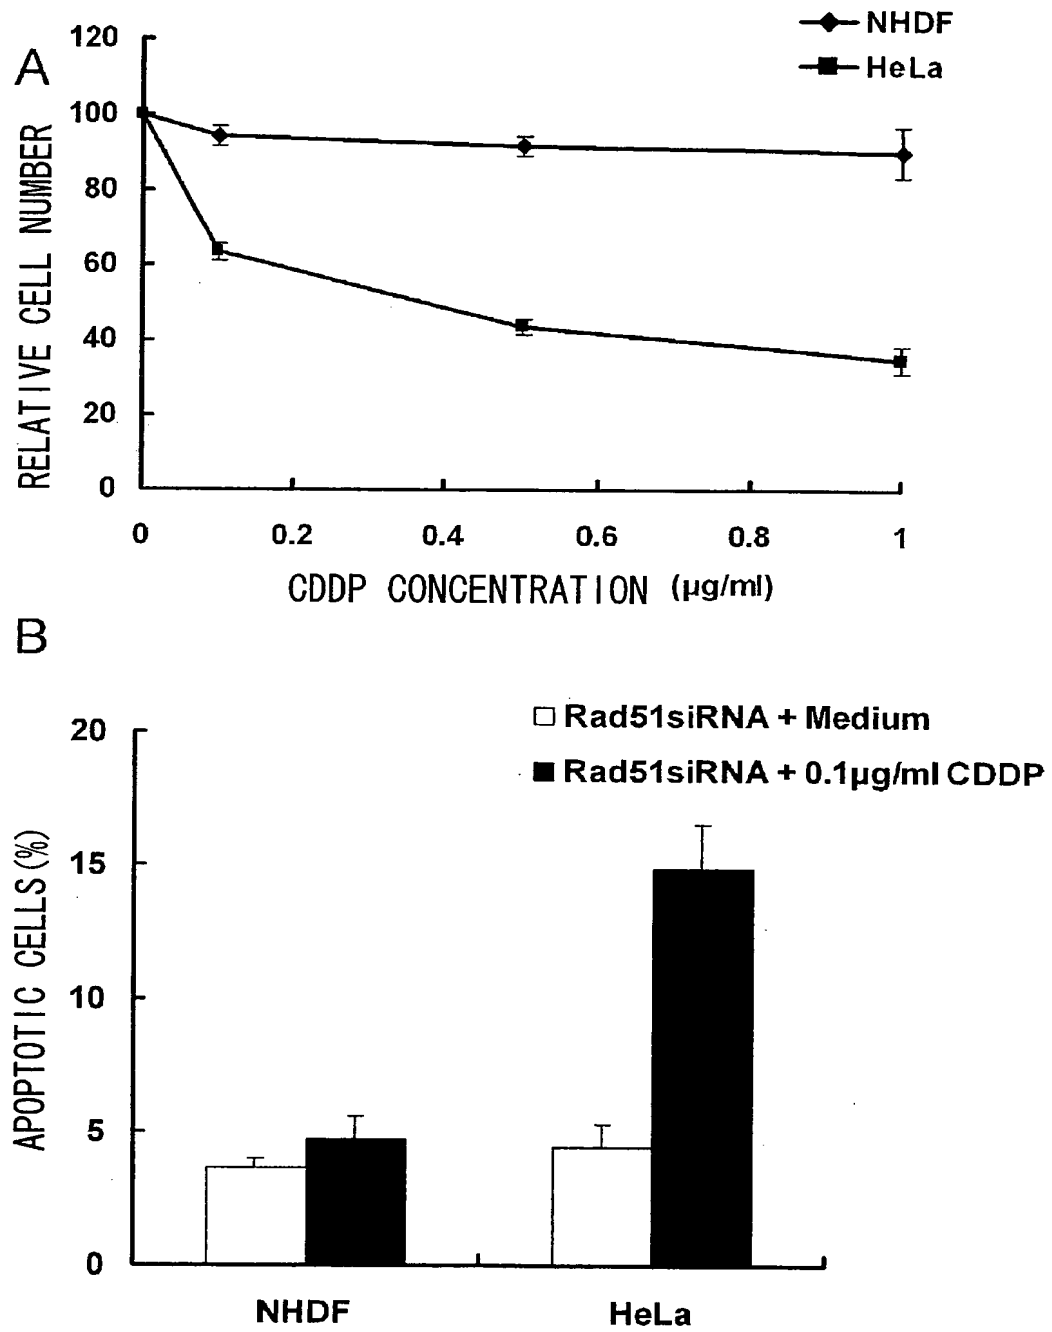 A
NHDF
HeLa
RELATIVE CELL NUMBER
120
100
80
60
40
20
0
0 0.2 0.4 0.6 0.8 1
CDDP CONCENTRATION (µg/ml)
B
Rad51siRNA + Medium
Rad51siRNA + 0.1µg/ml CDDP
APOPTOTIC CELLS(%)
20
15
10
5
0
NHDF HeLa